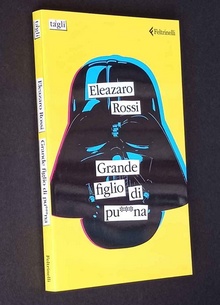 tagli
Feltrinelli
Eleazaro
Rossi
Grande
figlio di
pu***na
Eleazaro Rossi Grande figlio di pu***na
Feltrinelli